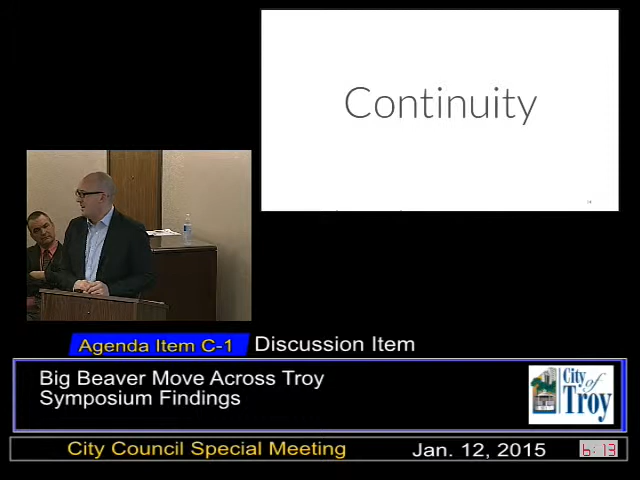 Continuity
Agenda Item C-1 Discussion Item
Big Beaver Move Across Troy
Symposium Findings
City
of
Troy
City Council Special Meeting
Jan. 12, 2015
6:13